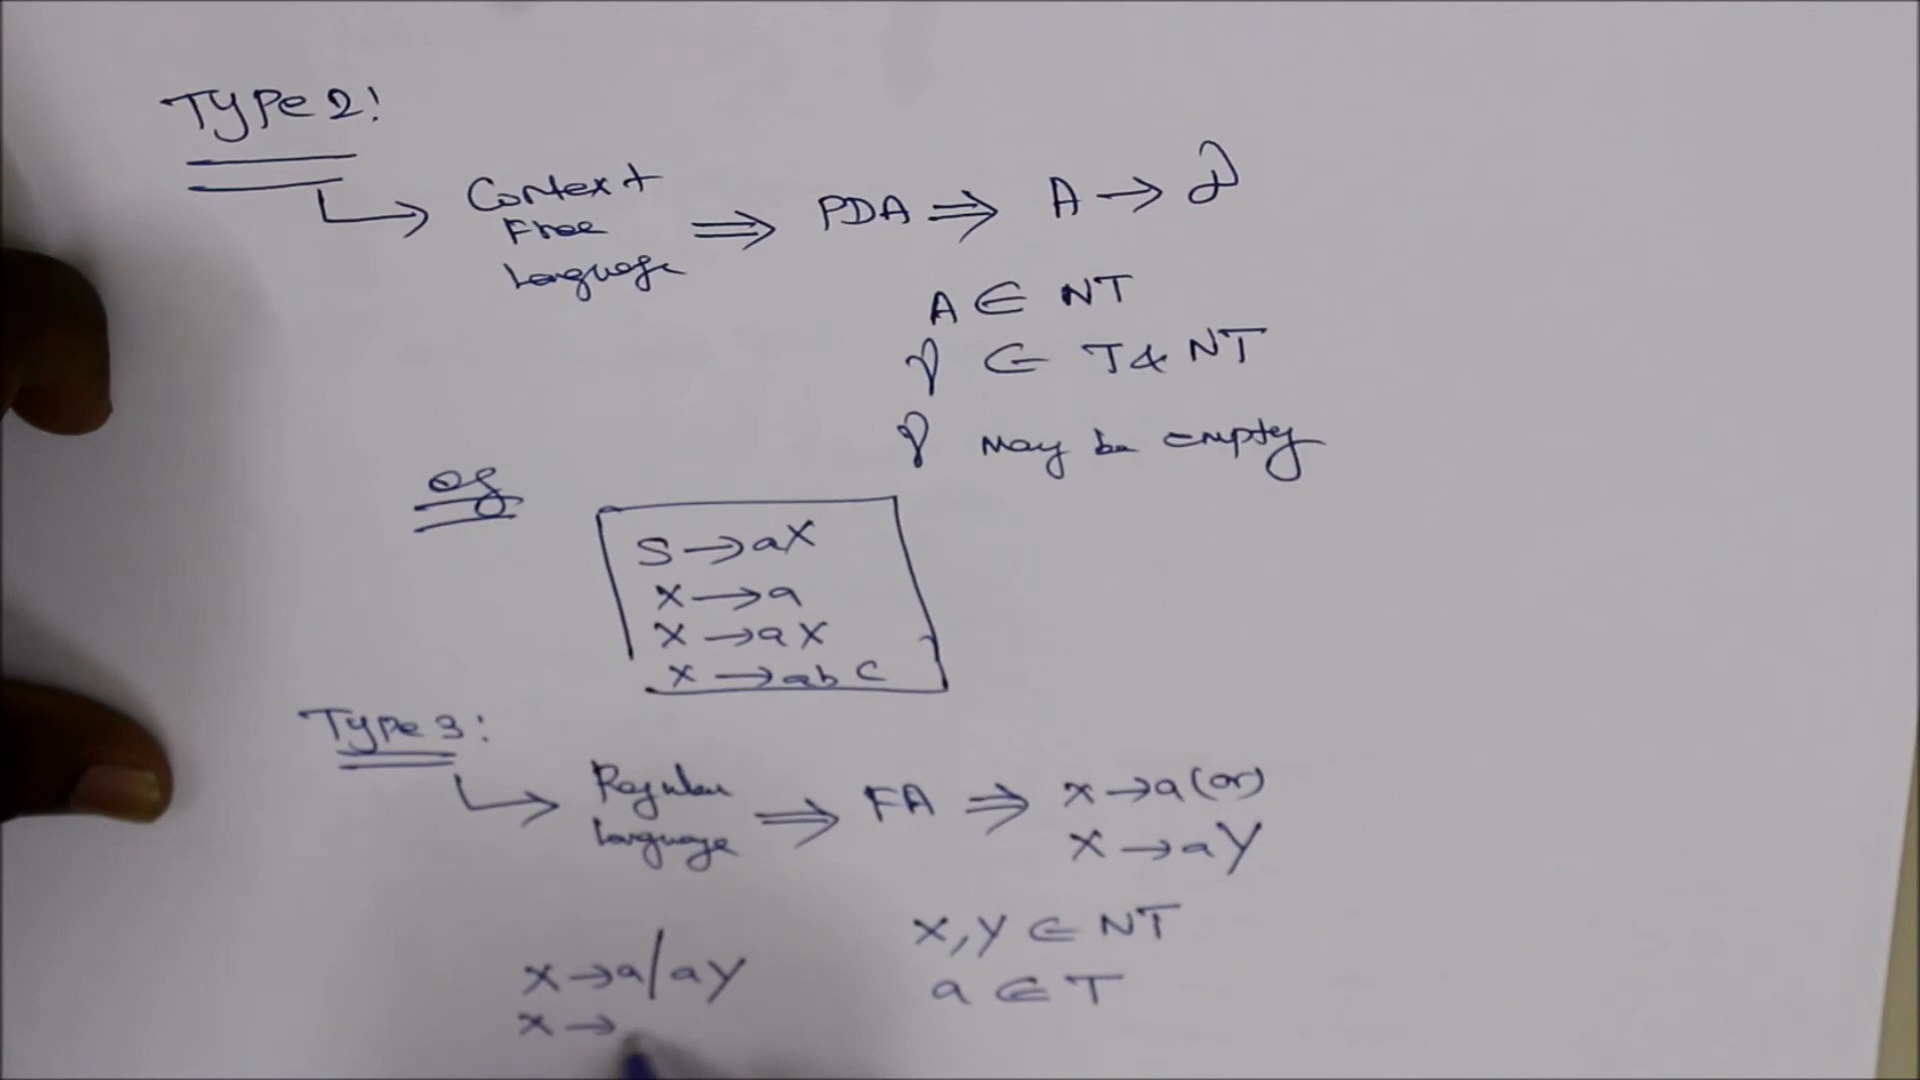 Type 2:
Context Free Language ⇒ PDA ⇒ A → γ
A ∈ NT
γ ∈ T & NT
γ may be empty
eg
S → aX
X → a
X → aX
X → abC
Type 3:
Regular language ⇒ FA ⇒ X → a (or)
X → aY
X, Y ∈ NT
a ∈ T
X → a/aY
X →